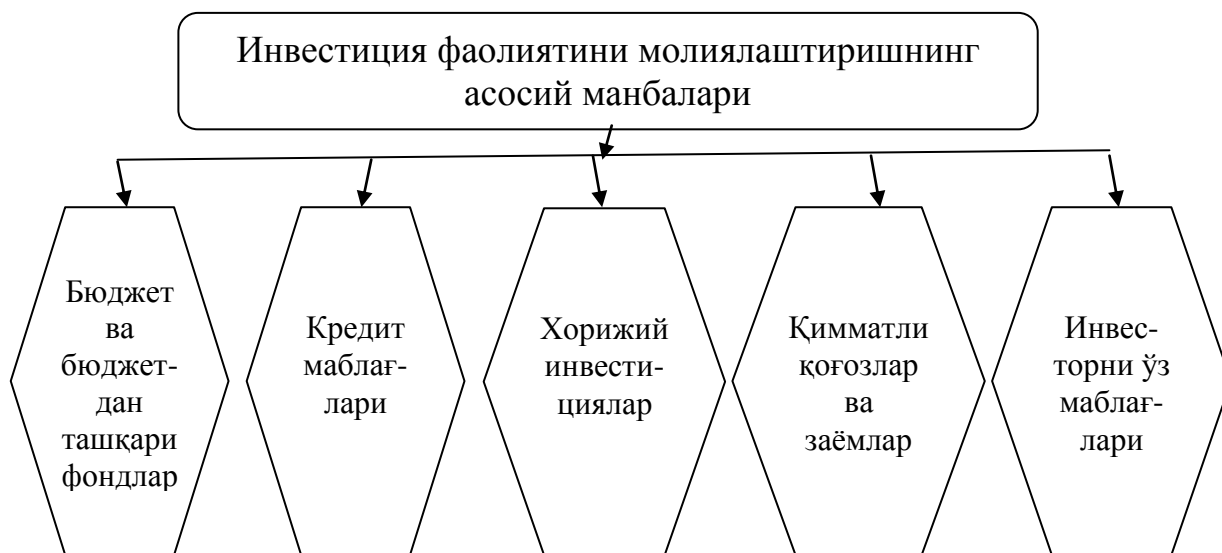 Инвестиция фаолиятини молиялаштиришнинг
асосий манбалари
Бюджет
ва
бюджет-
дан
ташқари
фондлар
Кредит
маблағ-
лари
Хорижий
инвести-
циялар
Қимматли
қоғозлар
ва
заёмлар
Инвес-
торни ўз
маблағ-
лари